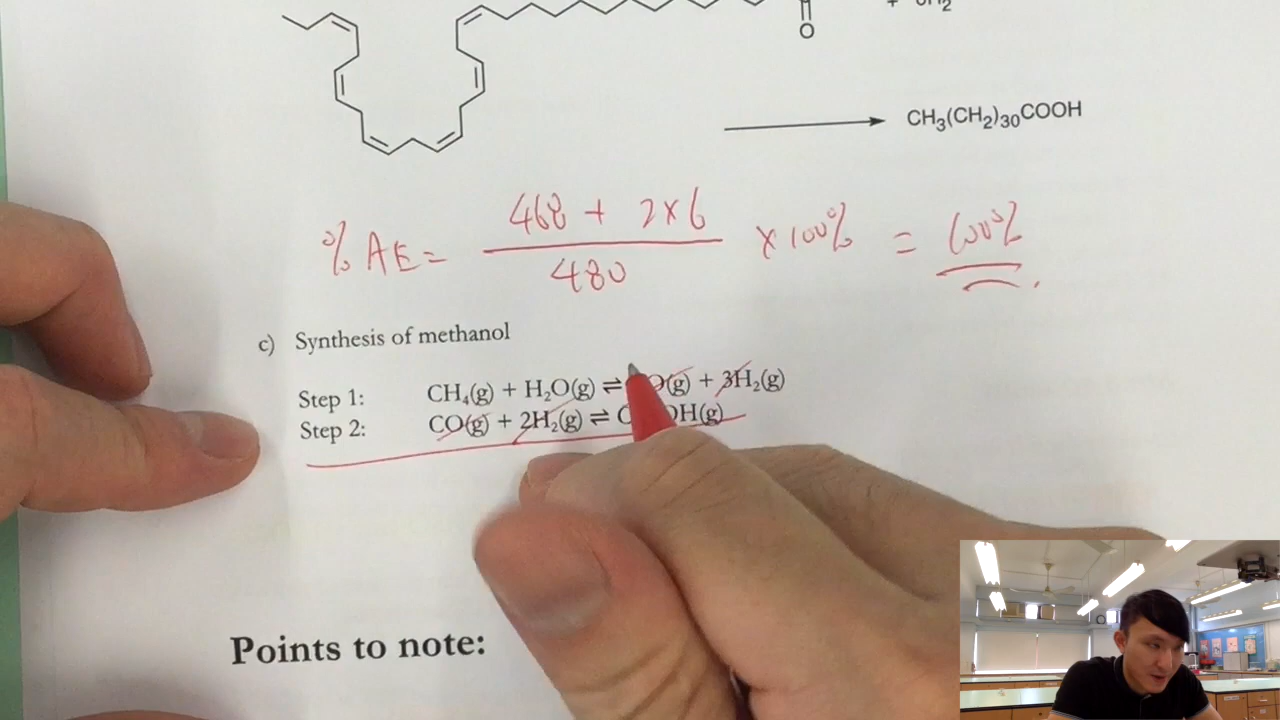 O
CH₃(CH₂)₃₀COOH
% AE = (468 + 2×6) / 480 × 100% = 100%
c) Synthesis of methanol
Step 1: CH₄(g) + H₂O(g) ⇌ O(g) + 3H₂(g)
Step 2: CO(g) + 2H₂(g) ⇌ C OH(g)
Points to note: